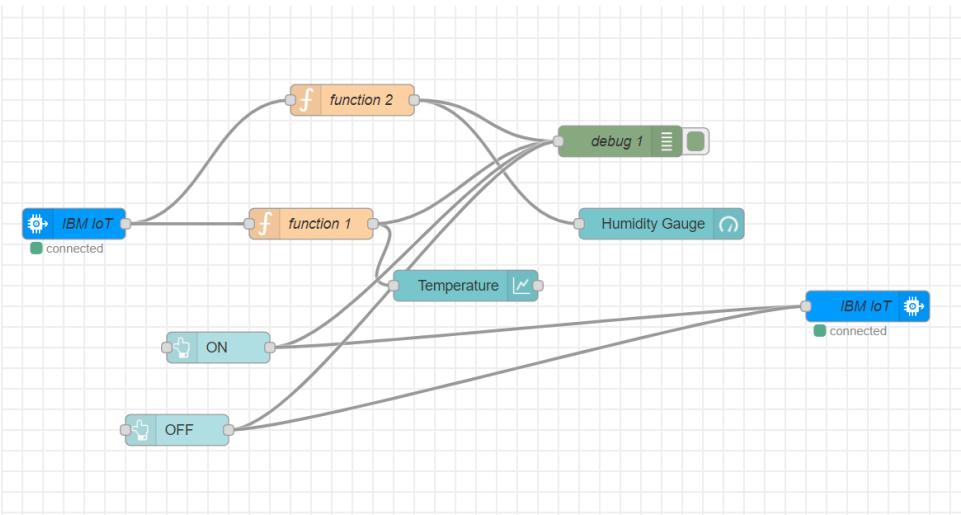 function 2
debug 1
IBM IoT
function 1
Humidity Gauge
connected
Temperature
IBM IoT
connected
ON
OFF